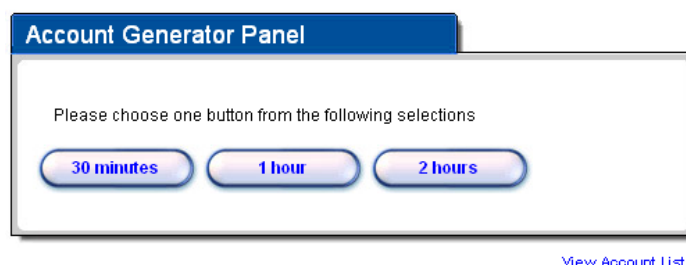 Account Generator Panel
Please choose one button from the following selections
30 minutes 1 hour 2 hours
View Account List